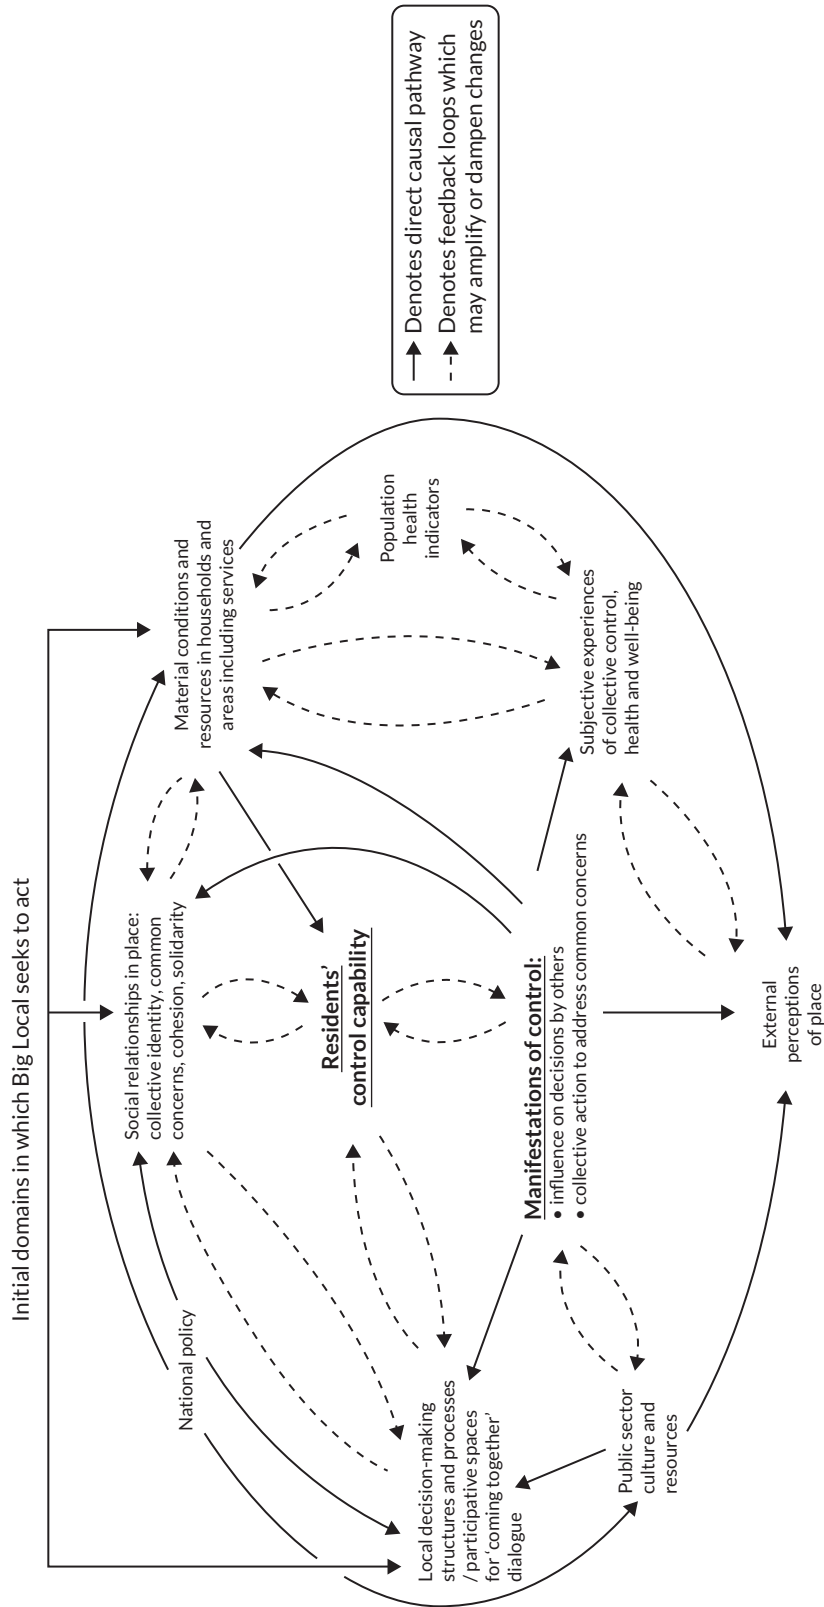 Initial domains in which Big Local seeks to act
National policy
Social relationships in place:
collective identity, common
concerns, cohesion, solidarity
Material conditions and
resources in households and
areas including services
Local decision-making
structures and processes
/ participative spaces
for ‘coming together’
dialogue
Residents’
control capability
Population
health
indicators
Manifestations of control:
• influence on decisions by others
• collective action to address common concerns
Public sector
culture and
resources
Subjective experiences
of collective control,
health and well-being
External
perceptions
of place
Denotes direct causal pathway
Denotes feedback loops which
may amplify or dampen changes